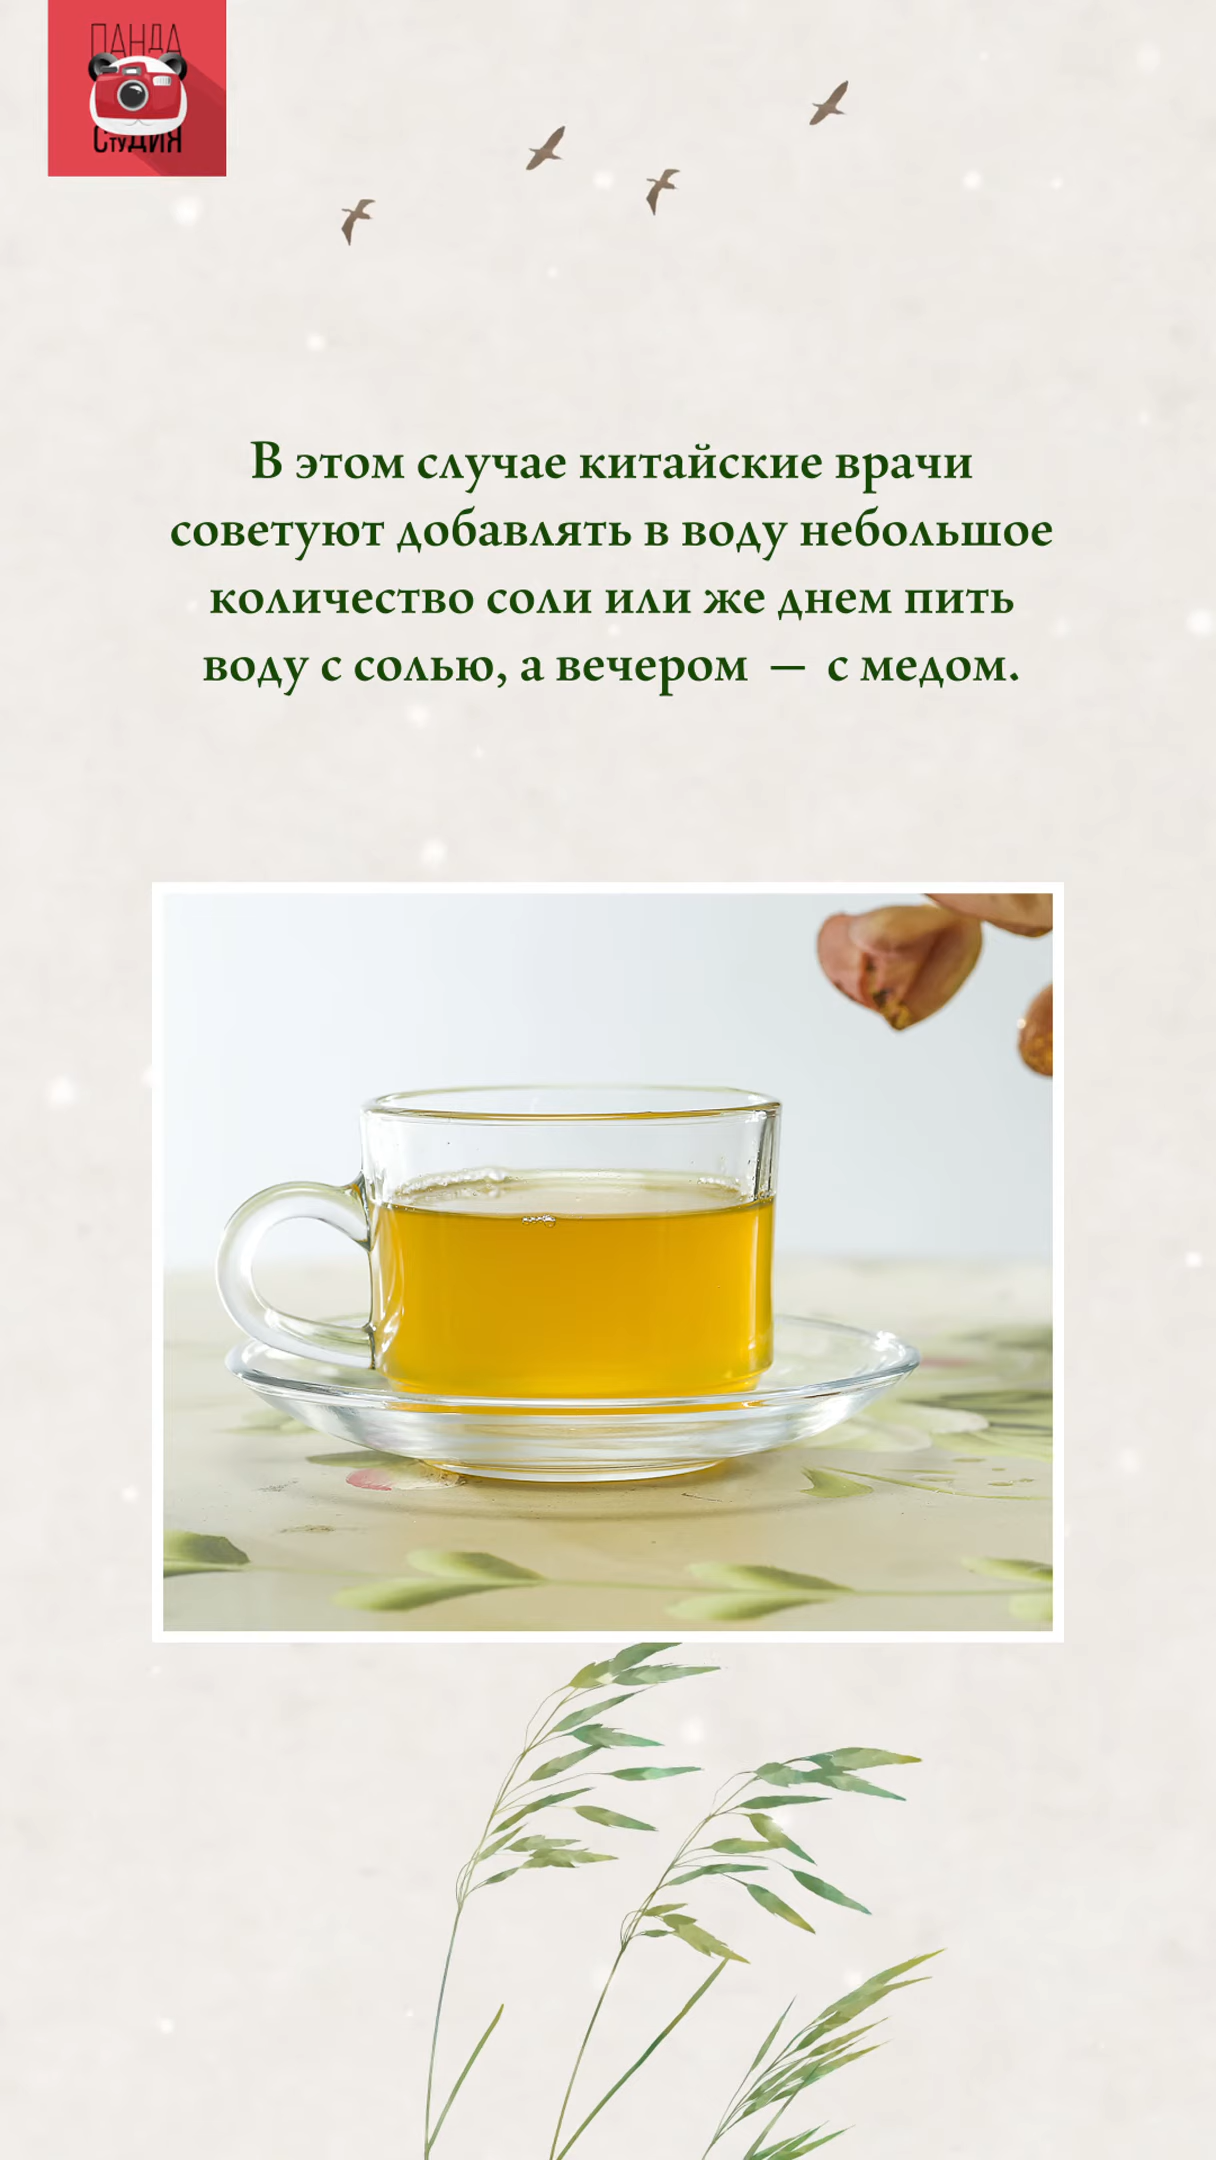 ПАНДА
СтуДИЯ
В этом случае китайские врачи
советуют добавлять в воду небольшое
количество соли или же днем пить
воду с солью, а вечером — с медом.